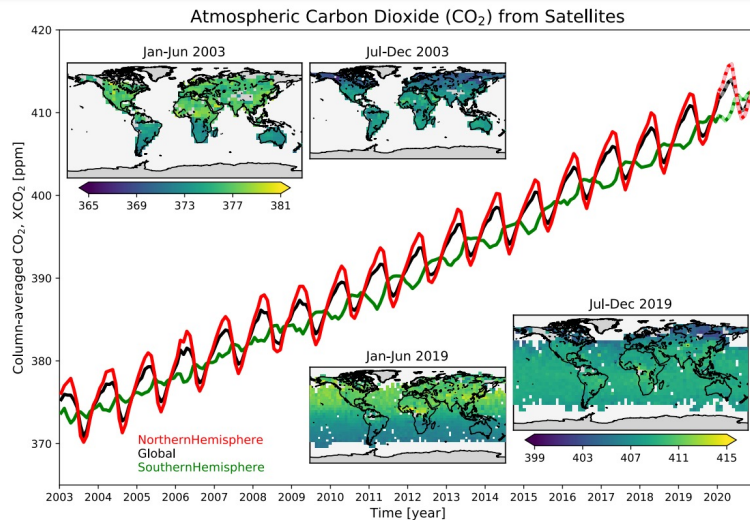 Atmospheric Carbon Dioxide (CO₂) from Satellites
Column-averaged CO₂, XCO₂ [ppm]
420
410
400
390
380
370
Jan-Jun 2003
Jul-Dec 2003
365 369 373 377 381
Jul-Dec 2019
Jan-Jun 2019
399 403 407 411 415
NorthernHemisphere
Global
SouthernHemisphere
2003 2004 2005 2006 2007 2008 2009 2010 2011 2012 2013 2014 2015 2016 2017 2018 2019 2020
Time [year]